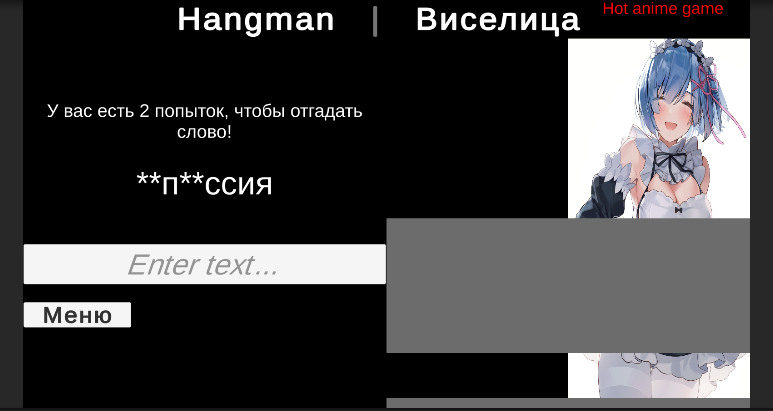 Hangman | Виселица
Hot anime game
У вас есть 2 попыток, чтобы отгадать
слово!
**п**ссия
Enter text...
Меню